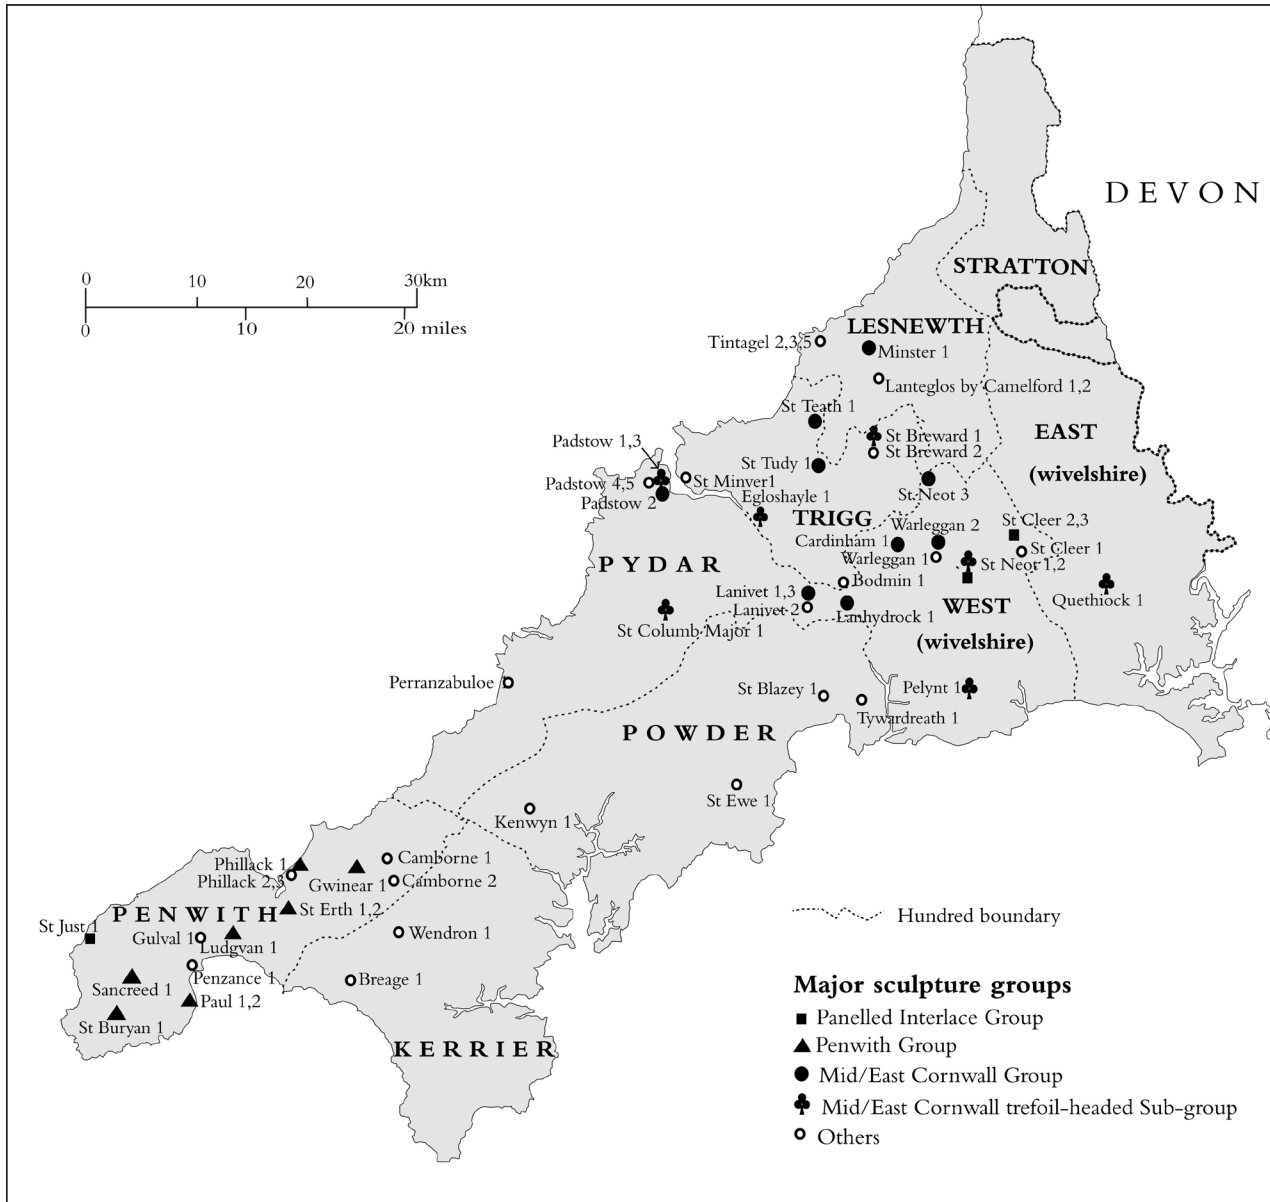 DEVON
0 10 20 30km
0 10 20 miles
STRATTON
LESNEWTH
Tintagel 2,3,5
Minster 1
Lanteglos by Camelford 1,2
St Teath 1
EAST
(wivelshire)
St Breward 1
St Breward 2
Padstow 1,3
St Tudy 1
St Minver1
Padstow 4,5
Padstow 2
Egloshayle 1
St Neot 3
TRIGG
Warleggan 2
St Cleer 2,3
Cardinham 1
St Cleer 1
Warleggan 1
St Neot 1,2
PYDAR
Bodmin 1
Lanivet 1,3
Lanivet 2
Lanhydrock 1
Quethiock 1
WEST
(wivelshire)
St Columb Major 1
Perranzabuloe
St Blazey 1
Pelynt 1
Tywardreath 1
POWDER
St Ewe 1
Kenwyn 1
Phillack 1
Camborne 1
Phillack 2,3
Gwinear 1
Camborne 2
PENWITH
St Erth 1,2
St Just 1
Gulval 1
Ludgvan 1
Wendron 1
Penzance 1
Breage 1
Sancreed 1
Paul 1,2
St Buryan 1
KERRIER
Hundred boundary
Major sculpture groups
Panelled Interlace Group
Penwith Group
Mid/East Cornwall Group
Mid/East Cornwall trefoil-headed Sub-group
Others